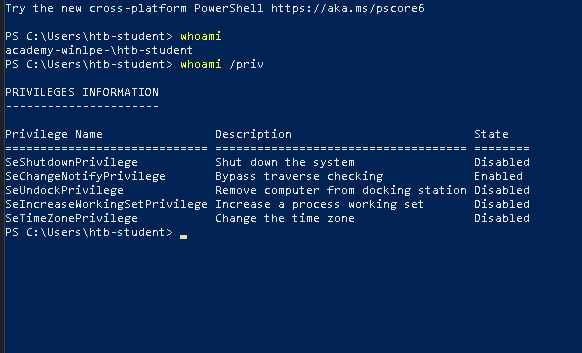 Try the new cross-platform PowerShell https://aka.ms/pscore6
PS C:\Users\htb-student> whoami
academy-winlpe-\htb-student
PS C:\Users\htb-student> whoami /priv
PRIVILEGES INFORMATION
----------------------
Privilege Name                Description                          State
============================= ==================================== ========
SeShutdownPrivilege           Shut down the system                 Disabled
SeChangeNotifyPrivilege       Bypass traverse checking             Enabled
SeUndockPrivilege             Remove computer from docking station Disabled
SeIncreaseWorkingSetPrivilege Increase a process working set       Disabled
SeTimeZonePrivilege           Change the time zone                 Disabled
PS C:\Users\htb-student>